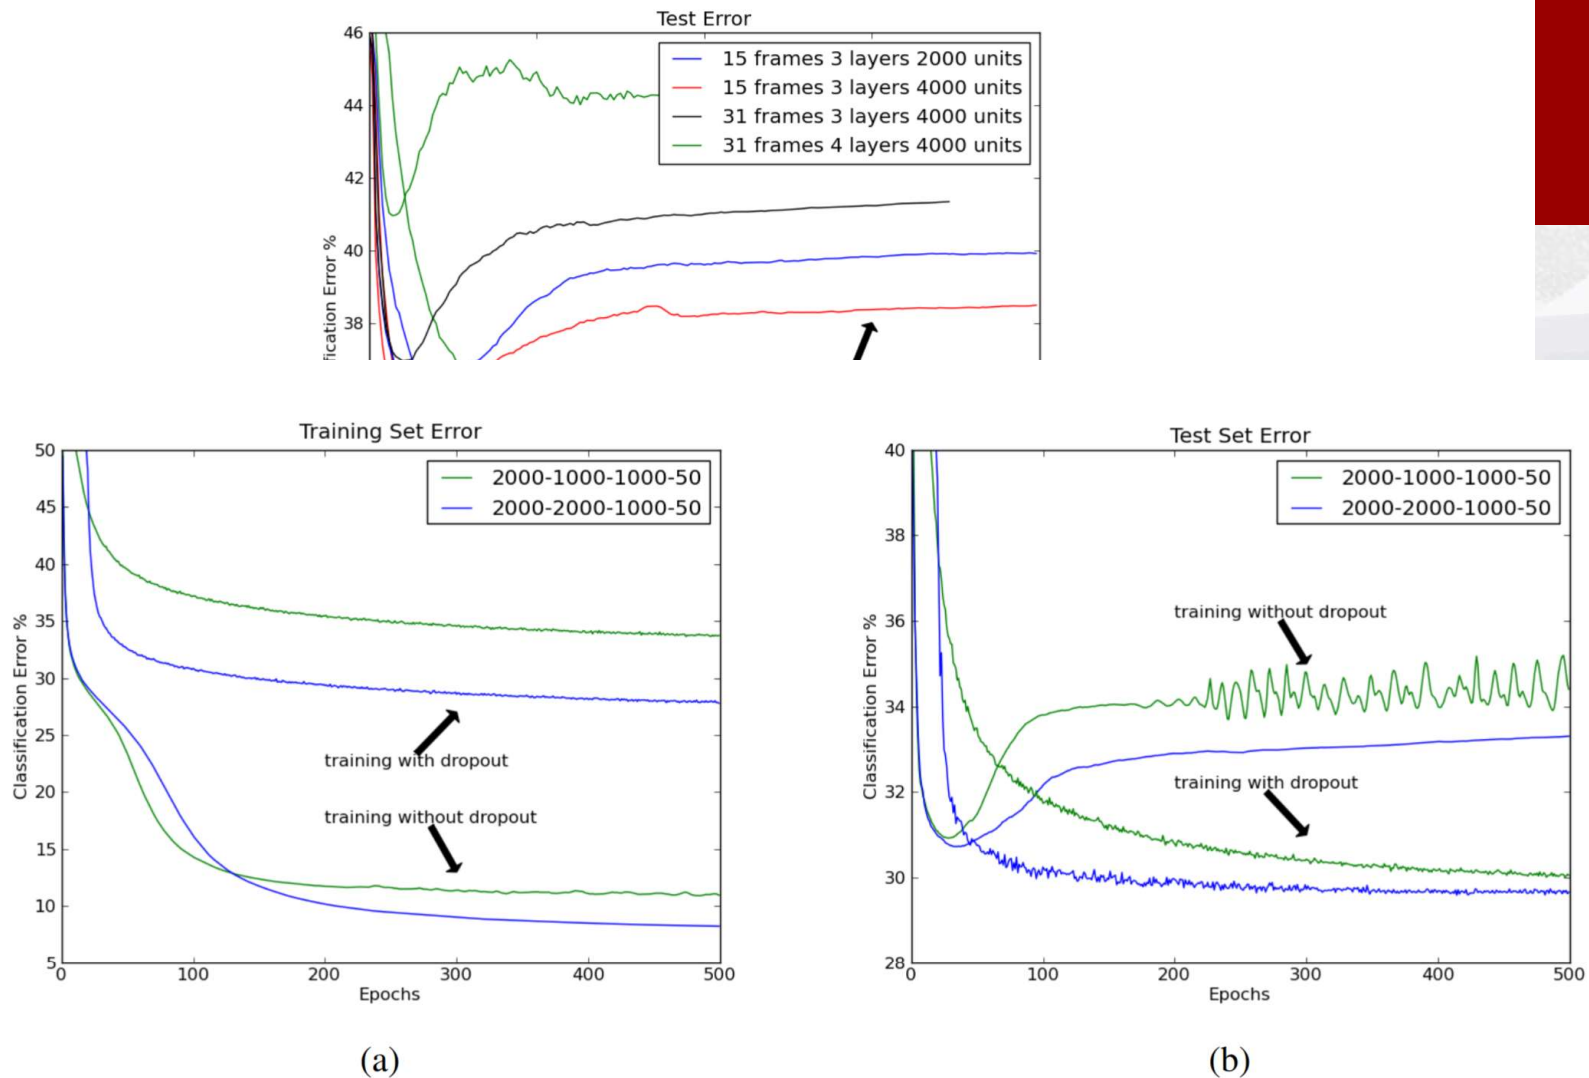 Test Error
46
44
42
40
38
fication Error %
15 frames 3 layers 2000 units
15 frames 3 layers 4000 units
31 frames 3 layers 4000 units
31 frames 4 layers 4000 units
Training Set Error
50
45
40
35
30
25
20
15
10
5
Classification Error %
2000-1000-1000-50
2000-2000-1000-50
training with dropout
training without dropout
0 100 200 300 400 500
Epochs
(a)
Test Set Error
40
38
36
34
32
30
28
Classification Error %
2000-1000-1000-50
2000-2000-1000-50
training without dropout
training with dropout
0 100 200 300 400 500
Epochs
(b)